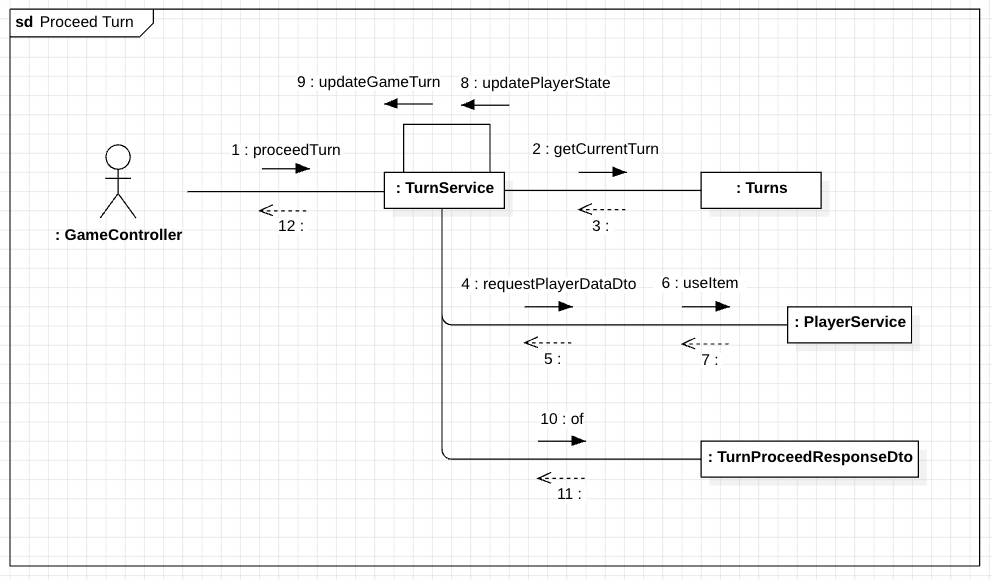 sd Proceed Turn
9 : updateGameTurn
8 : updatePlayerState
1 : proceedTurn
2 : getCurrentTurn
: TurnService
: Turns
12 :
3 :
: GameController
4 : requestPlayerDataDto
6 : useItem
: PlayerService
5 :
7 :
10 : of
: TurnProceedResponseDto
11 :